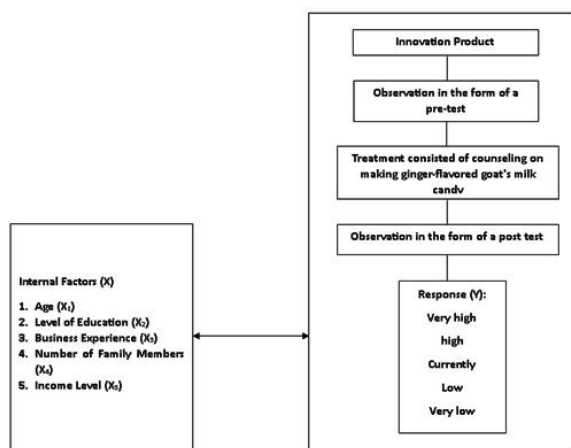 Innovation Product
Observation in the form of a
pre-test
Treatment consisted of counseling on
making ginger-flavored goat's milk
candy
Observation in the form of a post test
Internal Factors (X)
1. Age (X₁)
2. Level of Education (X₂)
3. Business Experience (X₃)
4. Number of Family Members
(X₄)
5. Income Level (X₅)
Response (Y):
Very high
high
Currently
Low
Very low